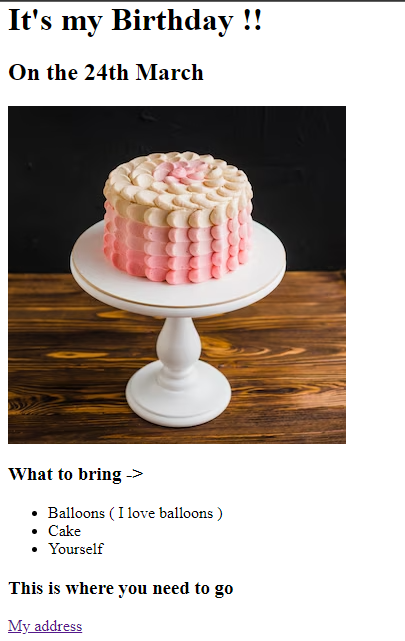 It's my Birthday !!
On the 24th March
What to bring ->
Balloons ( I love balloons )
Cake
Yourself
This is where you need to go
My address